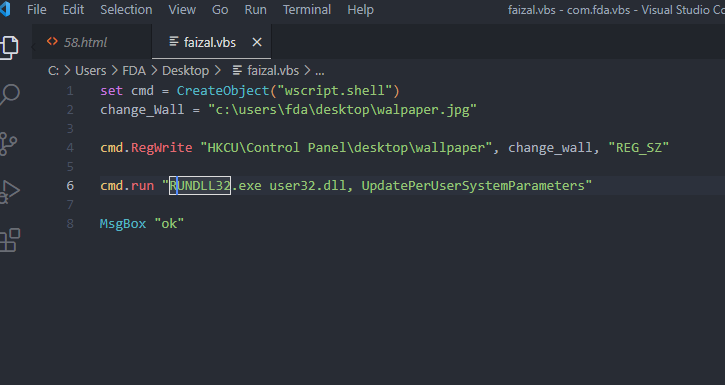 File Edit Selection View Go Run Terminal Help faizal.vbs - com.fda.vbs - Visual Studio Co
<> 58.html faizal.vbs ×
C: > Users > FDA > Desktop > faizal.vbs > ...
1 set cmd = CreateObject("wscript.shell")
2 change_Wall = "c:\users\fda\desktop\walpaper.jpg"
3
4 cmd.RegWrite "HKCU\Control Panel\desktop\wallpaper", change_wall, "REG_SZ"
5
6 cmd.run "RUNDLL32.exe user32.dll, UpdatePerUserSystemParameters"
7
8 MsgBox "ok"